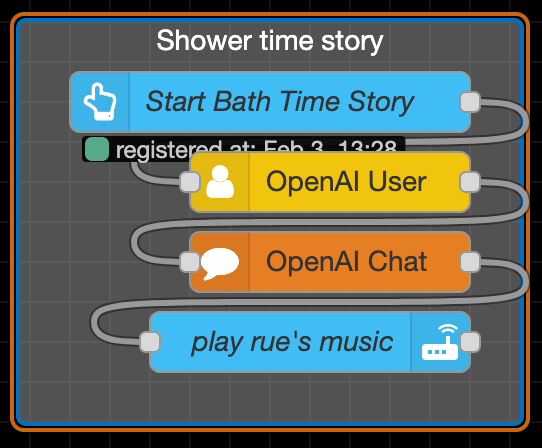 Shower time story
Start Bath Time Story
registered at: Feb 3, 13:28
OpenAI User
OpenAI Chat
play rue's music